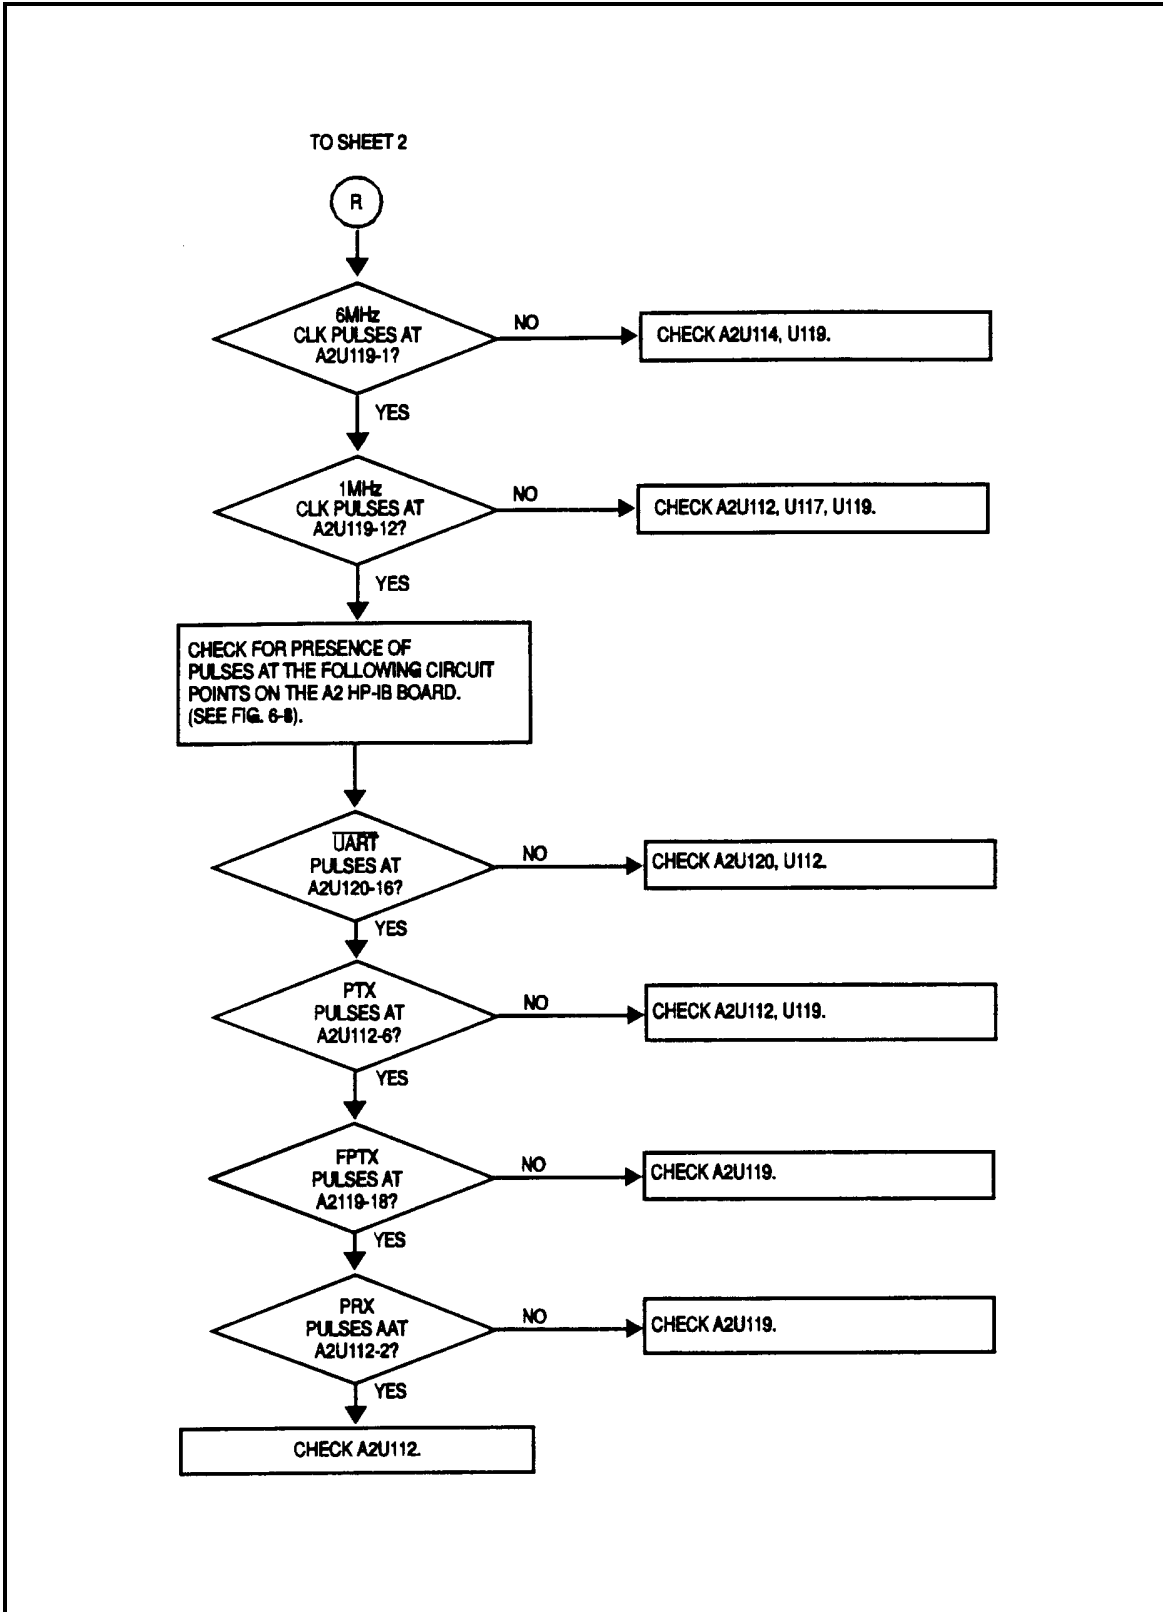 TO SHEET 2
R
6MHz
CLK PULSES AT
A2U119-1?
NO
CHECK A2U114, U119.
YES
1MHz
CLK PULSES AT
A2U119-12?
NO
CHECK A2U112, U117, U119.
YES
CHECK FOR PRESENCE OF
PULSES AT THE FOLLOWING CIRCUIT
POINTS ON THE A2 HP-IB BOARD.
(SEE FIG. 6-8).
UART
PULSES AT
A2U120-16?
NO
CHECK A2U120, U112.
YES
PTX
PULSES AT
A2U112-6?
NO
CHECK A2U112, U119.
YES
FPTX
PULSES AT
A2119-18?
NO
CHECK A2U119.
YES
PRX
PULSES AAT
A2U112-2?
NO
CHECK A2U119.
YES
CHECK A2U112.